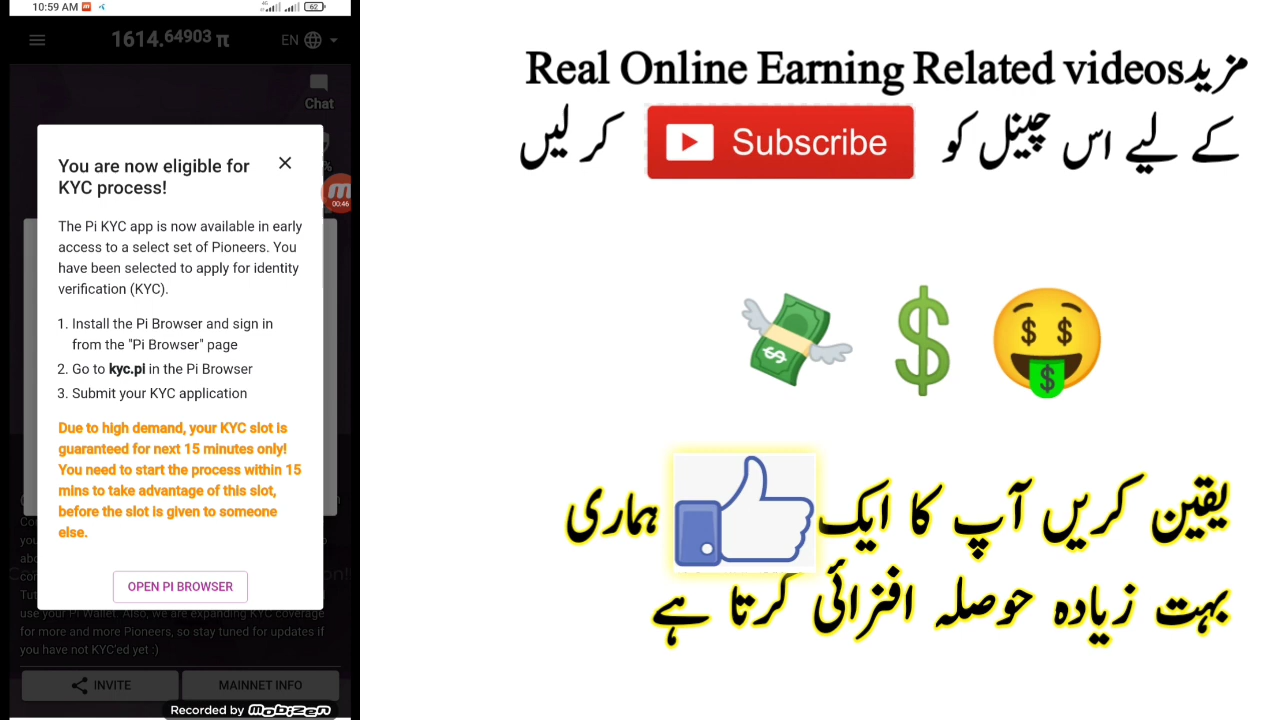 10:59 AM
4G
62
1614.64903 π
EN
Chat
%
You are now eligible for
KYC process!
00:46
The Pi KYC app is now available in early
access to a select set of Pioneers. You
have been selected to apply for identity
verification (KYC).
1. Install the Pi Browser and sign in
from the "Pi Browser" page
2. Go to kyc.pi in the Pi Browser
3. Submit your KYC application
Due to high demand, your KYC slot is
guaranteed for next 15 minutes only!
You need to start the process within 15
mins to take advantage of this slot,
before the slot is given to someone
else.
OPEN PI BROWSER
use your Pi Wallet. Also, we are expanding KYC coverage
for more and more Pioneers, so stay tuned for updates if
you have not KYC'ed yet :)
INVITE
MAINNET INFO
Recorded by mobizen
مزید Real Online Earning Related videos
کے لیے اس چینل کو Subscribe کر لیں
یقین کریں آپ کا ایک ہماری
بہت زیادہ حوصلہ افزائی کرتا ہے